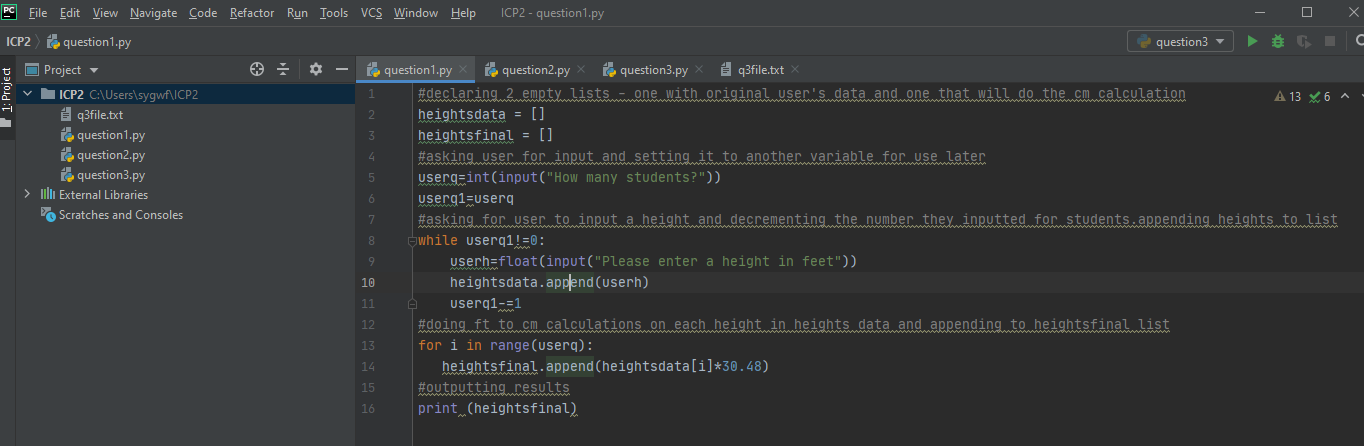 PC File Edit View Navigate Code Refactor Run Tools VCS Window Help ICP2 - question1.py
ICP2 question1.py question3
1: Project
Project
question1.py question2.py question3.py q3file.txt
ICP2 C:\Users\sygwf\ICP2
q3file.txt
question1.py
question2.py
question3.py
External Libraries
Scratches and Consoles
13 6
1 #declaring 2 empty lists - one with original user's data and one that will do the cm calculation
2 heightsdata = []
3 heightsfinal = []
4 #asking user for input and setting it to another variable for use later
5 userq=int(input("How many students?"))
6 userq1=userq
7 #asking for user to input a height and decrementing the number they inputted for students.appending heights to list
8 while userq1!=0:
9     userh=float(input("Please enter a height in feet"))
10     heightsdata.append(userh)
11     userq1-=1
12 #doing ft to cm calculations on each height in heights data and appending to heightsfinal list
13 for i in range(userq):
14    heightsfinal.append(heightsdata[i]*30.48)
15 #outputting results
16 print (heightsfinal)